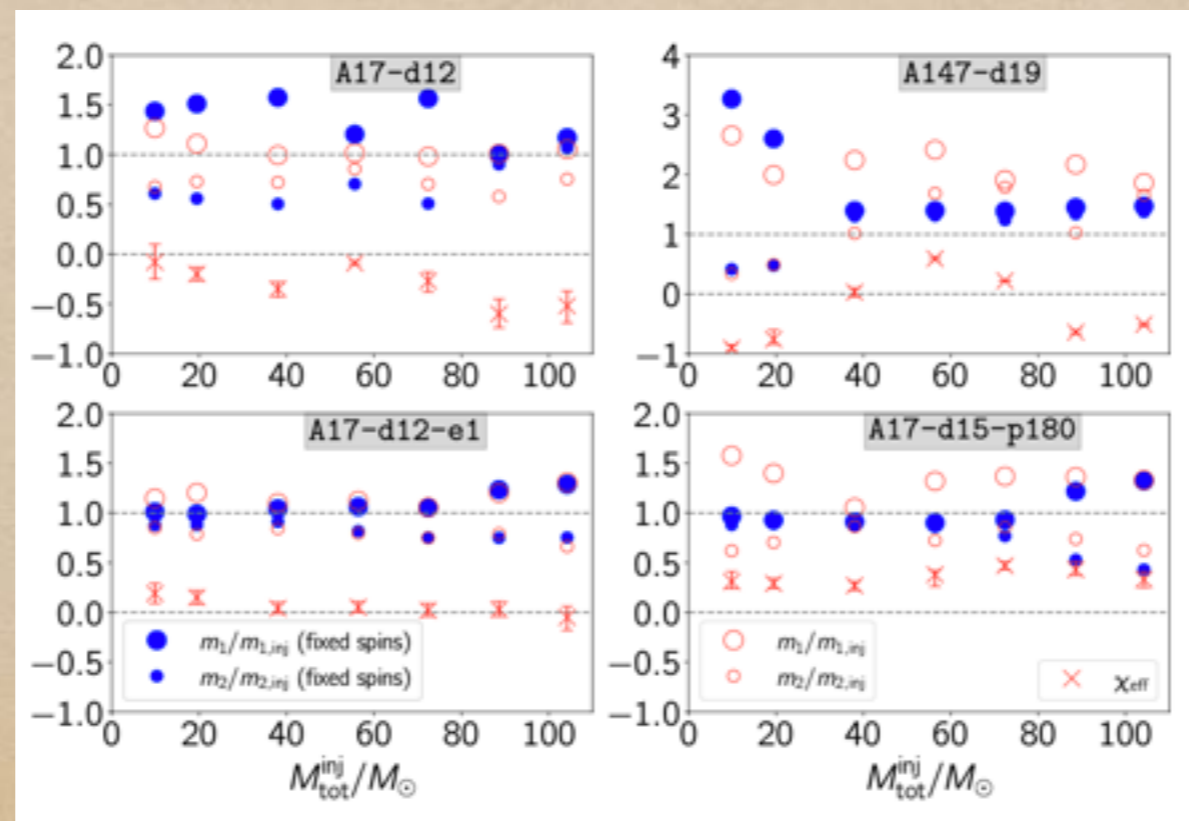 A17-d12
2.0
1.5
1.0
0.5
0.0
−0.5
−1.0
0 20 40 60 80 100
A147-d19
4
3
2
1
0
−1
0 20 40 60 80 100
A17-d12-e1
2.0
1.5
1.0
0.5
0.0
−0.5
−1.0
m₁/m₁,inj (fixed spins)
m₂/m₂,inj (fixed spins)
0 20 40 60 80 100
M_tot^inj/M_⊙
A17-d15-p180
2.0
1.5
1.0
0.5
0.0
−0.5
−1.0
m₁/m₁,inj
m₂/m₂,inj
χeff
0 20 40 60 80 100
M_tot^inj/M_⊙